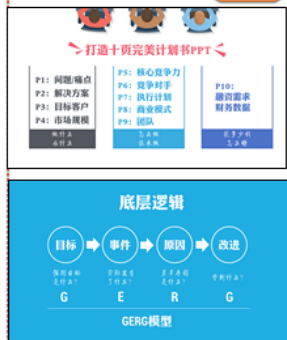 打造十页完美计划书PPT
P1: 问题/痛点
P2: 解决方案
P3: 目标客户
P4: 市场规模
P5: 核心竞争力
P6: 竞争对手
P7: 执行计划
P8: 商业模式
P9: 团队
P10:
融资需求
财务数据
底层逻辑
目标
事件
原因
改进
G
E
R
G
GERG模型